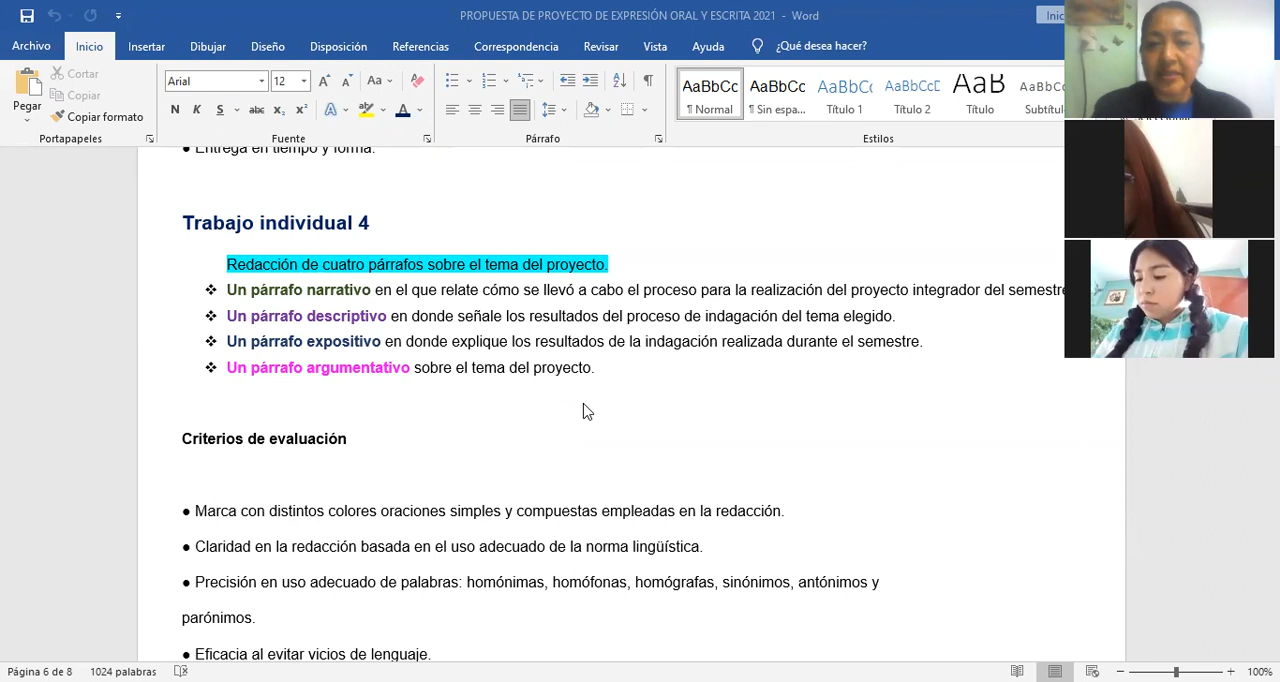 PROPUESTA DE PROYECTO DE EXPRESIÓN ORAL Y ESCRITA 2021 - Word
Inic
Archivo Inicio Insertar Dibujar Diseño Disposición Referencias Correspondencia Revisar Vista Ayuda ¿Qué desea hacer?
Pegar
Cortar
Copiar
Copiar formato
Portapapeles
Arial 12
Aa
N K S abc x₂ x² A A
Fuente
Párrafo
AaBbCc AaBbCc AaBbCc AaBbCcD AaB AaBbCc
¶ Normal ¶ Sin espa... Título 1 Título 2 Título Subtítulo
Estilos
● Entrega en tiempo y forma.
Trabajo individual 4
Redacción de cuatro párrafos sobre el tema del proyecto.
❖ Un párrafo narrativo en el que relate cómo se llevó a cabo el proceso para la realización del proyecto integrador del semestre
❖ Un párrafo descriptivo en donde señale los resultados del proceso de indagación del tema elegido.
❖ Un párrafo expositivo en donde explique los resultados de la indagación realizada durante el semestre.
❖ Un párrafo argumentativo sobre el tema del proyecto.
Criterios de evaluación
● Marca con distintos colores oraciones simples y compuestas empleadas en la redacción.
● Claridad en la redacción basada en el uso adecuado de la norma lingüística.
● Precisión en uso adecuado de palabras: homónimas, homófonas, homógrafas, sinónimos, antónimos y
parónimos.
● Eficacia al evitar vicios de lenguaje.
Página 6 de 8 1024 palabras 100%